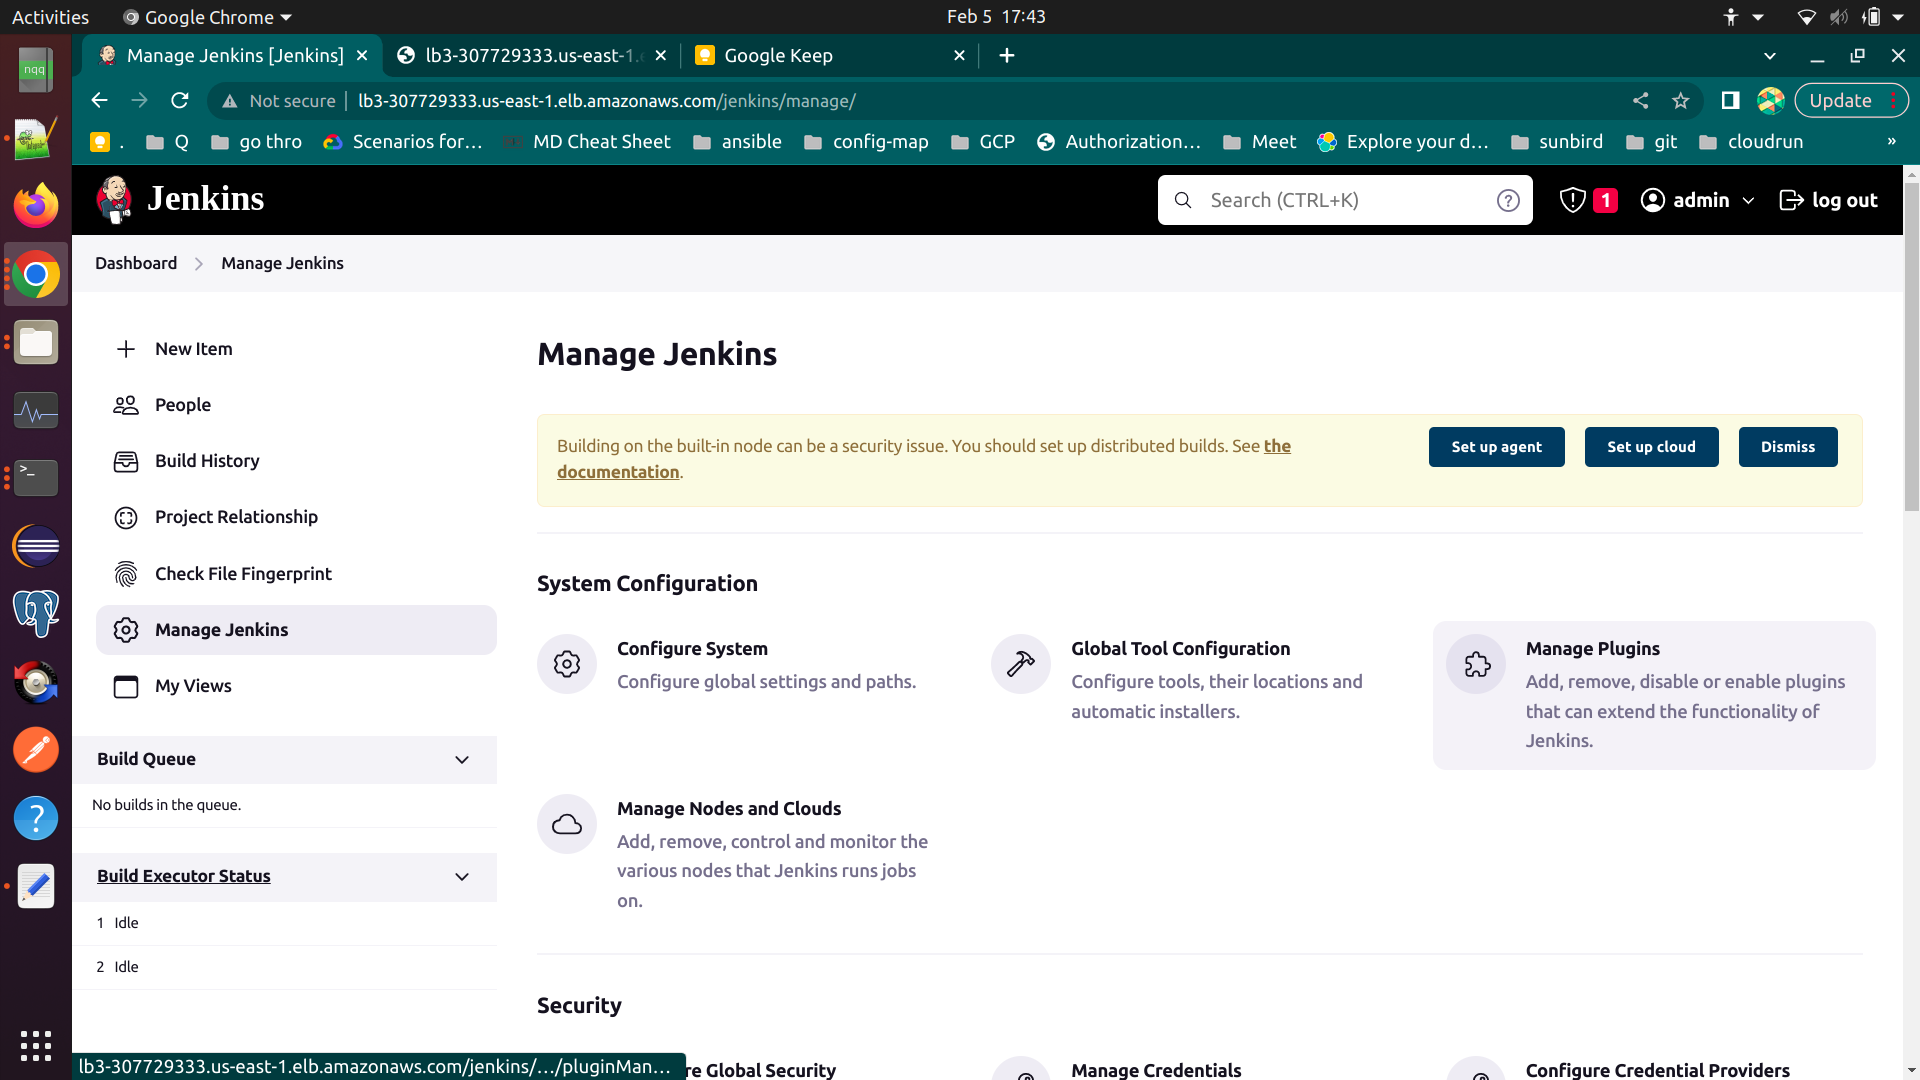 Activities
Google Chrome
Feb 5 17:43
nqq
Manage Jenkins [Jenkins]
lb3-307729333.us-east-1.
Google Keep
Not secure
lb3-307729333.us-east-1.elb.amazonaws.com/jenkins/manage/
Update
.
Q
go thro
Scenarios for…
MD Cheat Sheet
ansible
config-map
GCP
Authorization…
Meet
Explore your d…
sunbird
git
cloudrun
»
Jenkins
Search (CTRL+K)
1
admin
log out
Dashboard
Manage Jenkins
New Item
People
Build History
Project Relationship
Check File Fingerprint
Manage Jenkins
My Views
Build Queue
No builds in the queue.
Build Executor Status
1 Idle
2 Idle
Manage Jenkins
Building on the built-in node can be a security issue. You should set up distributed builds. See the
documentation.
Set up agent
Set up cloud
Dismiss
System Configuration
Configure System
Configure global settings and paths.
Global Tool Configuration
Configure tools, their locations and
automatic installers.
Manage Plugins
Add, remove, disable or enable plugins
that can extend the functionality of
Jenkins.
Manage Nodes and Clouds
Add, remove, control and monitor the
various nodes that Jenkins runs jobs
on.
Security
re Global Security
Manage Credentials
Configure Credential Providers
lb3-307729333.us-east-1.elb.amazonaws.com/jenkins/…/pluginMan…